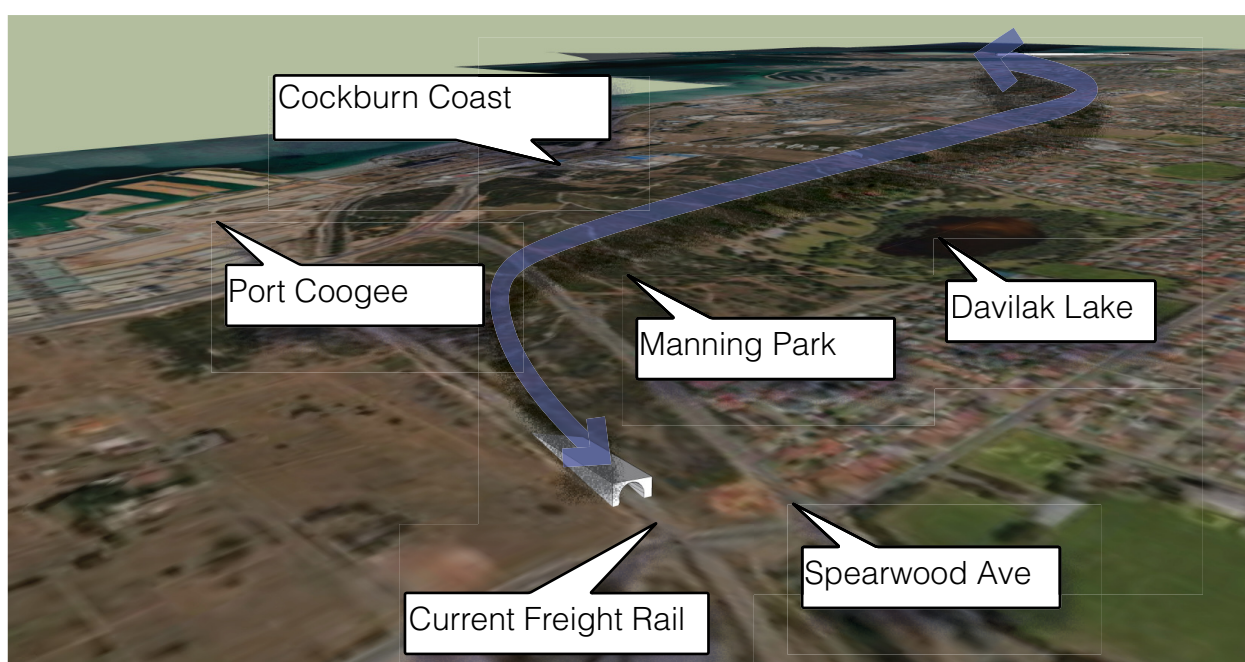 Cockburn Coast
Port Coogee
Davilak Lake
Manning Park
Spearwood Ave
Current Freight Rail